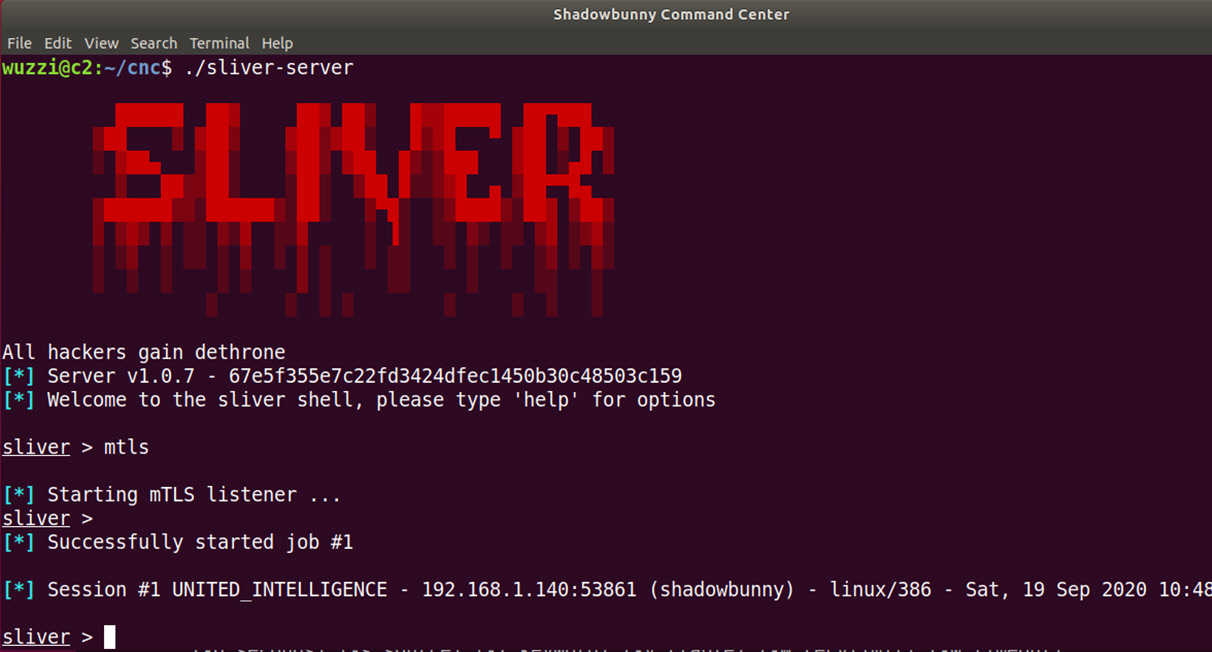 Shadowbunny Command Center
File Edit View Search Terminal Help
wuzzi@c2:~/cnc$ ./sliver-server
SLIVER
All hackers gain dethrone
[*] Server v1.0.7 - 67e5f355e7c22fd3424dfec1450b30c48503c159
[*] Welcome to the sliver shell, please type 'help' for options
sliver > mtls
[*] Starting mTLS listener ...
sliver >
[*] Successfully started job #1
[*] Session #1 UNITED_INTELLIGENCE - 192.168.1.140:53861 (shadowbunny) - linux/386 - Sat, 19 Sep 2020 10:48
sliver >